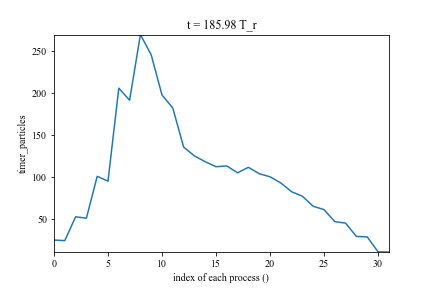 t = 185.98 T_r
250
200
150
100
50
timer_particles
0 5 10 15 20 25 30
index of each process ()